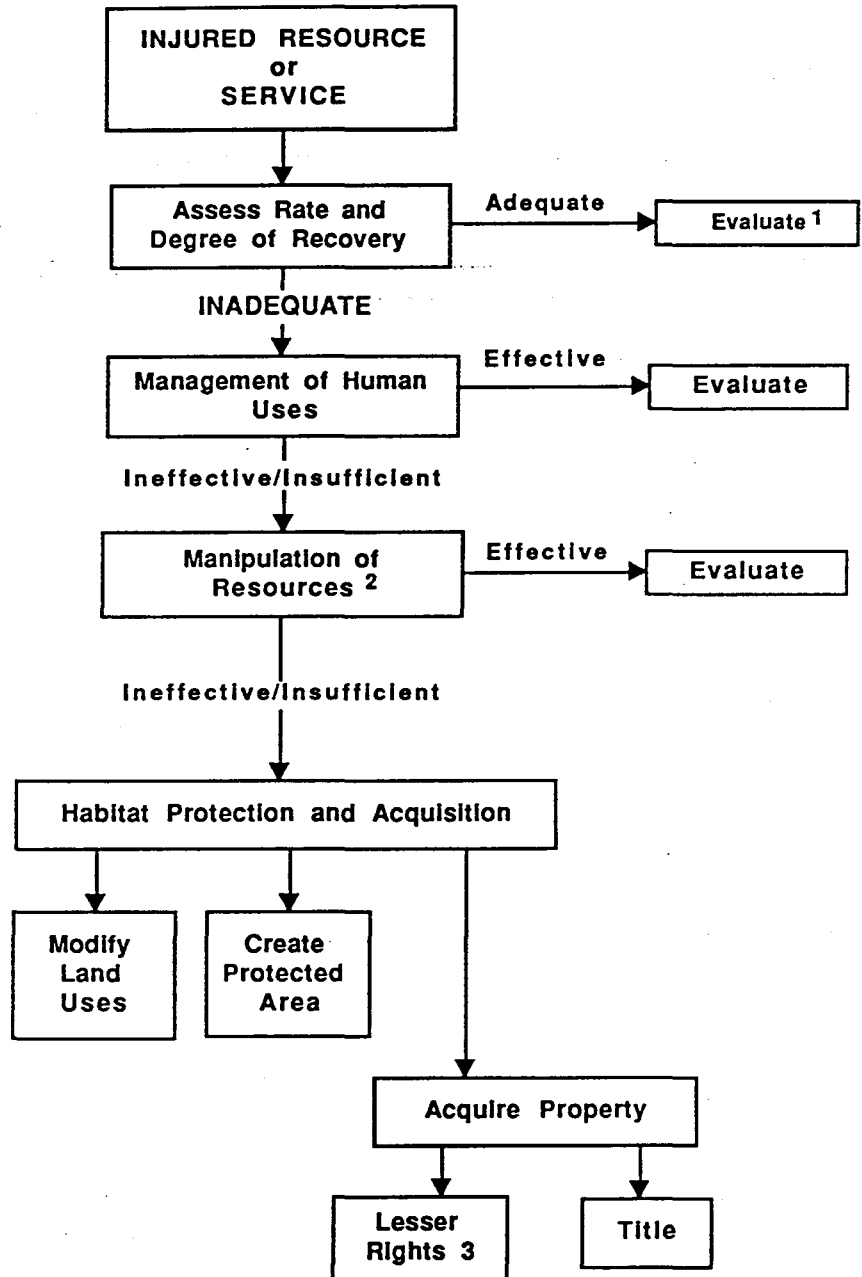 INJURED RESOURCE
or
SERVICE
Assess Rate and
Degree of Recovery
Adequate
Evaluate 1
INADEQUATE
Management of Human
Uses
Effective
Evaluate
Ineffective/Insufficient
Manipulation of
Resources 2
Effective
Evaluate
Ineffective/Insufficient
Habitat Protection and Acquisition
Modify
Land
Uses
Create
Protected
Area
Acquire Property
Lesser
Rights 3
Title